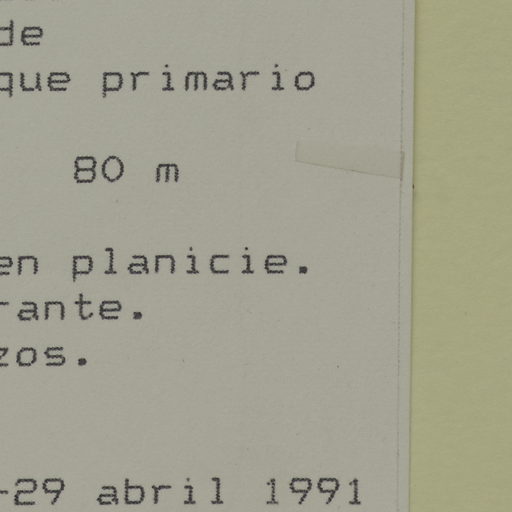 de
que primario
80 m
en planicie.
rante.
zos.
-29 abril 1991